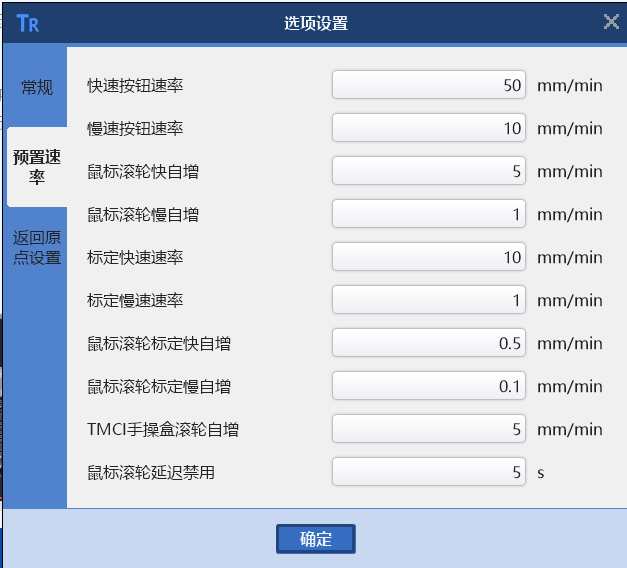 TR
选项设置
常规
预置速
率
返回原
点设置
快速按钮速率 50 mm/min
慢速按钮速率 10 mm/min
鼠标滚轮快自增 5 mm/min
鼠标滚轮慢自增 1 mm/min
标定快速速率 10 mm/min
标定慢速速率 1 mm/min
鼠标滚轮标定快自增 0.5 mm/min
鼠标滚轮标定慢自增 0.1 mm/min
TMCI手操盒滚轮自增 5 mm/min
鼠标滚轮延迟禁用 5 s
确定